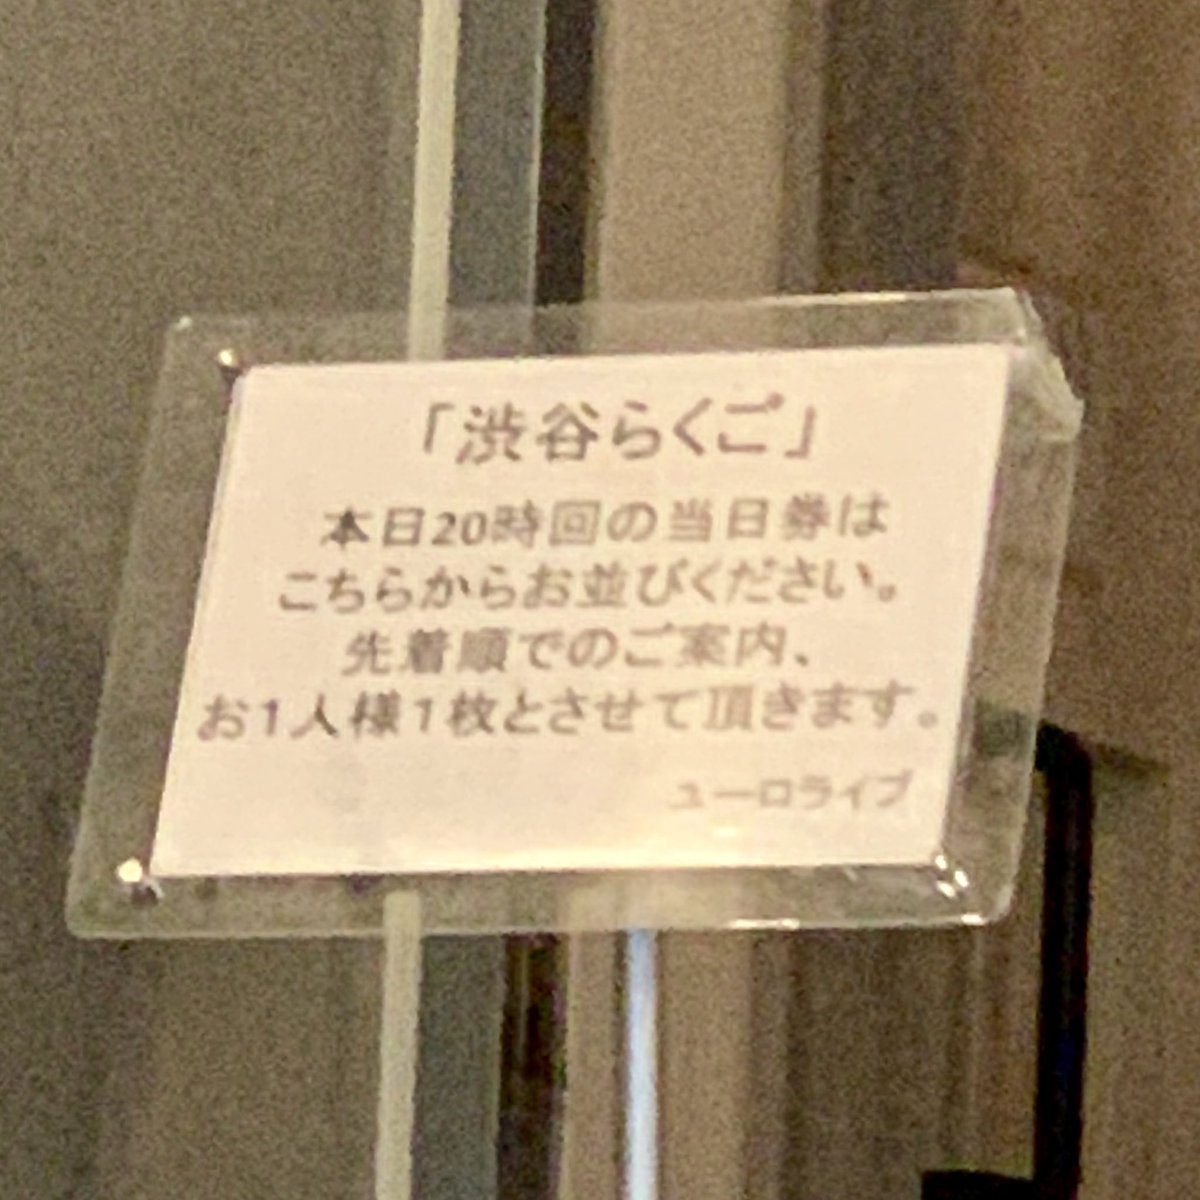 「渋谷らくご」
本日20時回の当日券は
こちらからお並びください。
先着順でのご案内、
お1人様1枚とさせて頂きます。
ユーロライブ